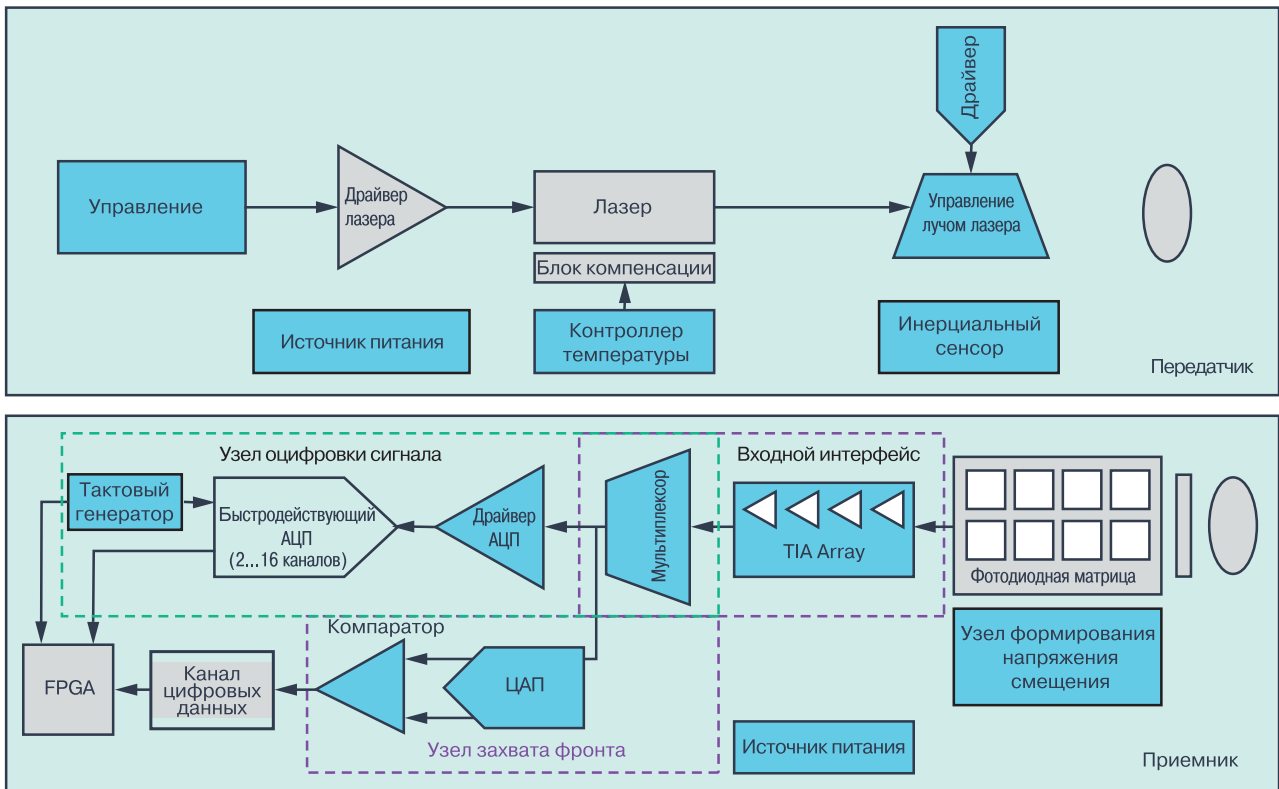 Драйвер
Управление
Драйвер
лазера
Лазер
Управление
лучом лазера
Блок компенсации
Источник питания
Контроллер
температуры
Инерциальный
сенсор
Передатчик
Узел оцифровки сигнала
Входной интерфейс
Тактовый
генератор
Быстродействующий
АЦП
(2...16 каналов)
Драйвер
АЦП
Мультиплексор
TIA Array
Фотодиодная матрица
Компаратор
Узел формирования
напряжения
смещения
FPGA
Канал
цифровых
данных
ЦАП
Узел захвата фронта
Источник питания
Приемник